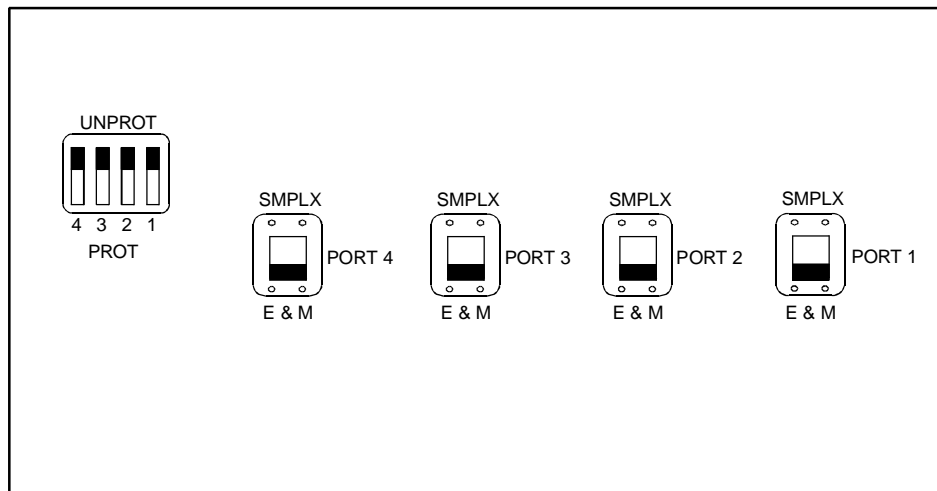 UNPROT
4 3 2 1
PROT
SMPLX
PORT 4
E & M
SMPLX
PORT 3
E & M
SMPLX
PORT 2
E & M
SMPLX
PORT 1
E & M